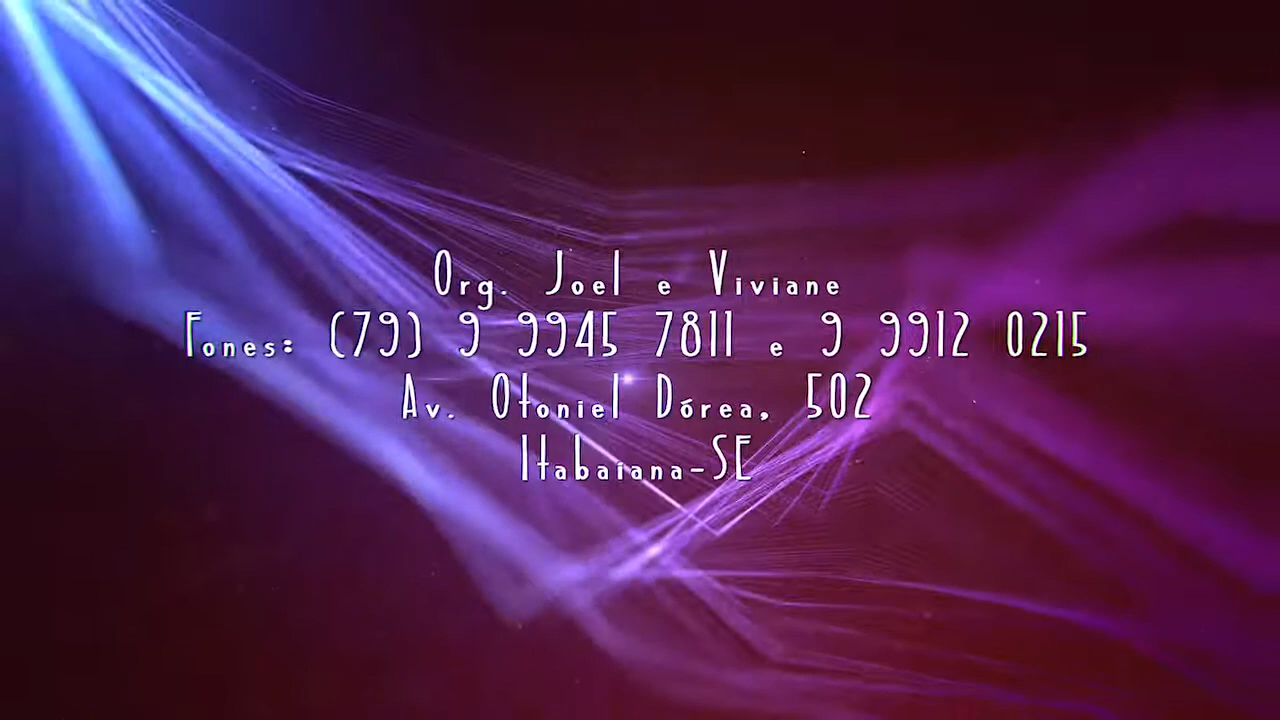 Org. Joel e Viviane
Fones: (79) 9 9945 7811 e 9 9912 0215
Av. Otoniel Dórea, 502
Itabaiana-SE